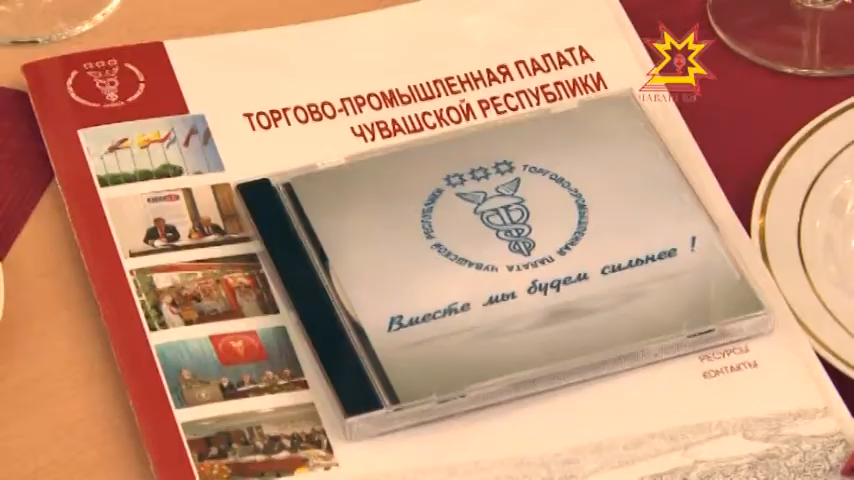 ТОРГОВО-ПРОМЫШЛЕННАЯ ПАЛАТА
ЧУВАШСКОЙ РЕСПУБЛИКИ
ТОРГОВО-ПРОМЫШЛЕННАЯ ПАЛАТА ЧУВАШСКОЙ РЕСПУБЛИКИ
Вместе мы будем сильнее !
РЕСУРСЫ
КОНТАКТЫ